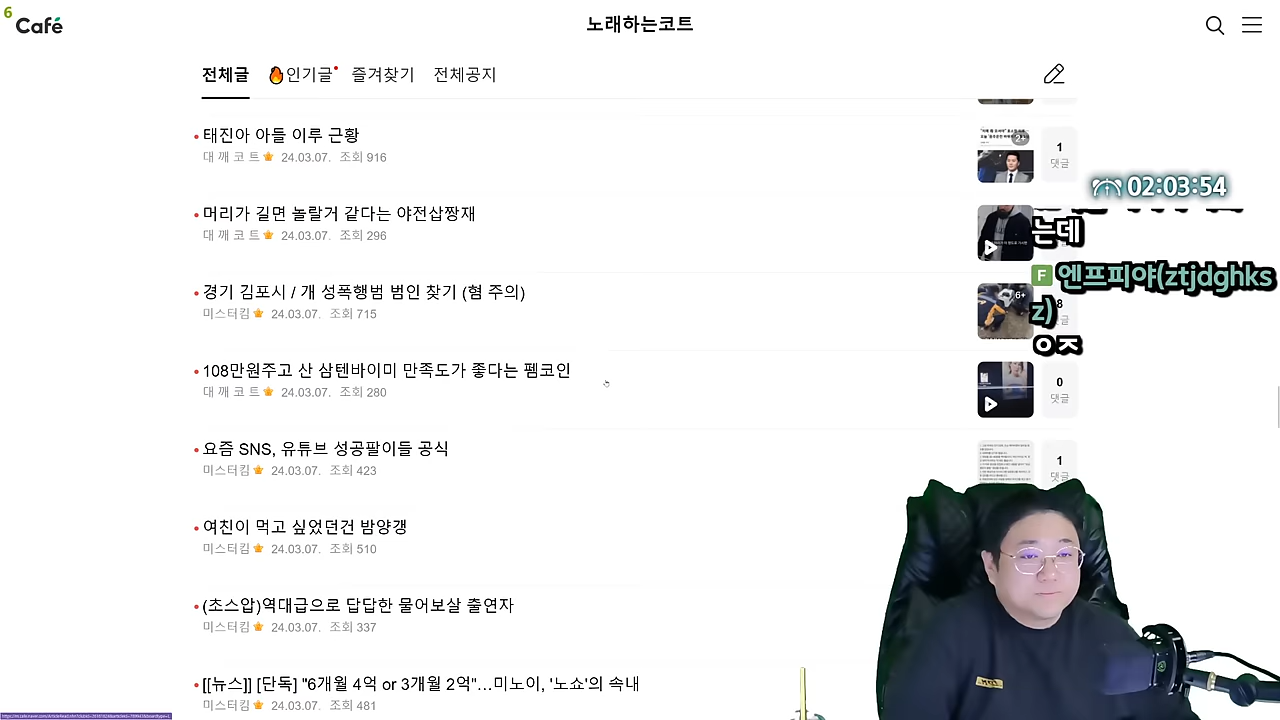 6
Café
노래하는코트
전체글
🔥인기글
즐겨찾기
전체공지
태진아 아들 이루 근황
대 깨 코 트 24.03.07. 조회 916
2+
1
댓글
02:03:54
머리가 길면 놀랄거 같다는 야전삽짱재
대 깨 코 트 24.03.07. 조회 296
는데
F 엔프피야(ztjdghks
z)
ㅇㅈ
경기 김포시 / 개 성폭행범 범인 찾기 (혐 주의)
미스터킴 24.03.07. 조회 715
6+
8
108만원주고 산 삼텐바이미 만족도가 좋다는 펨코인
대 깨 코 트 24.03.07. 조회 280
0
댓글
요즘 SNS, 유튜브 성공팔이들 공식
미스터킴 24.03.07. 조회 423
1
댓글
여친이 먹고 싶었던건 밤양갱
미스터킴 24.03.07. 조회 510
(초스압)역대급으로 답답한 물어보살 출연자
미스터킴 24.03.07. 조회 337
[[뉴스]] [단독] "6개월 4억 or 3개월 2억"…미노이, '노쇼'의 속내
미스터킴 24.03.07. 조회 481